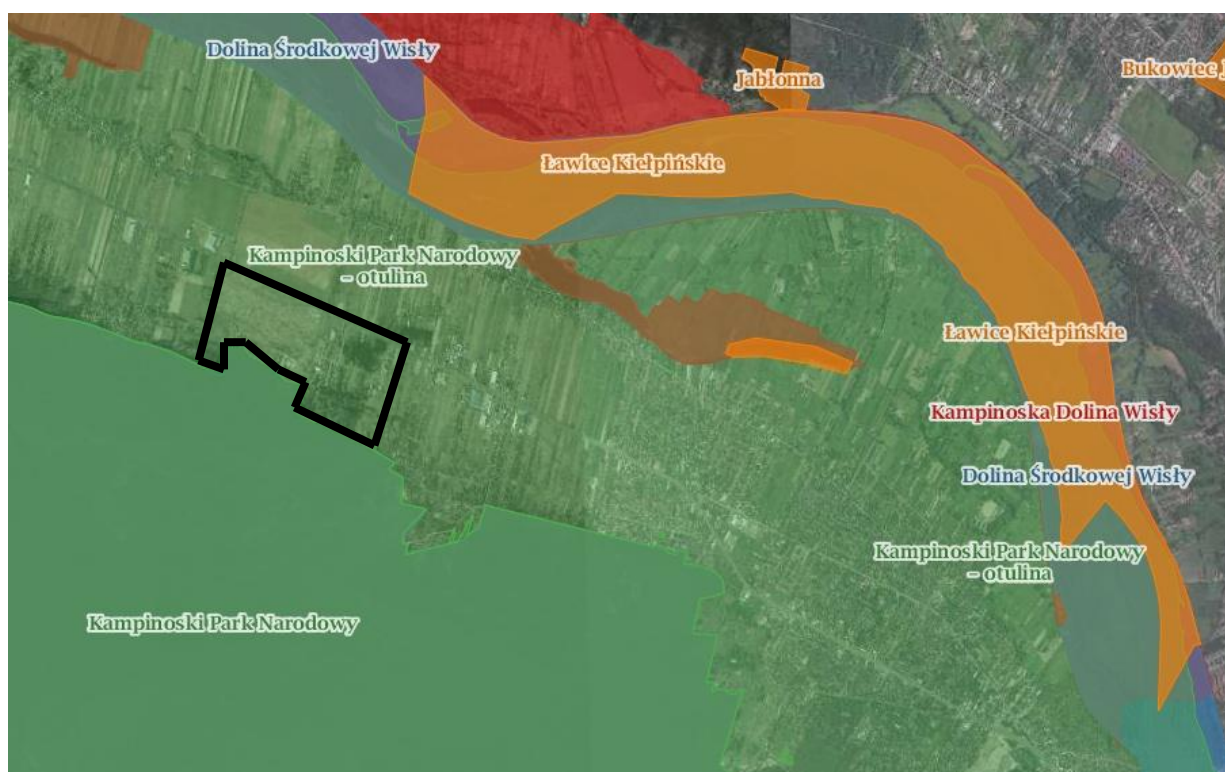 Dolina Środkowej Wisły
Jabłonna
Bukowiec J
Ławice Kiełpińskie
Kampinoski Park Narodowy
– otulina
Ławice Kiełpińskie
Kampinoska Dolina Wisły
Dolina Środkowej Wisły
Kampinoski Park Narodowy
– otulina
Kampinoski Park Narodowy